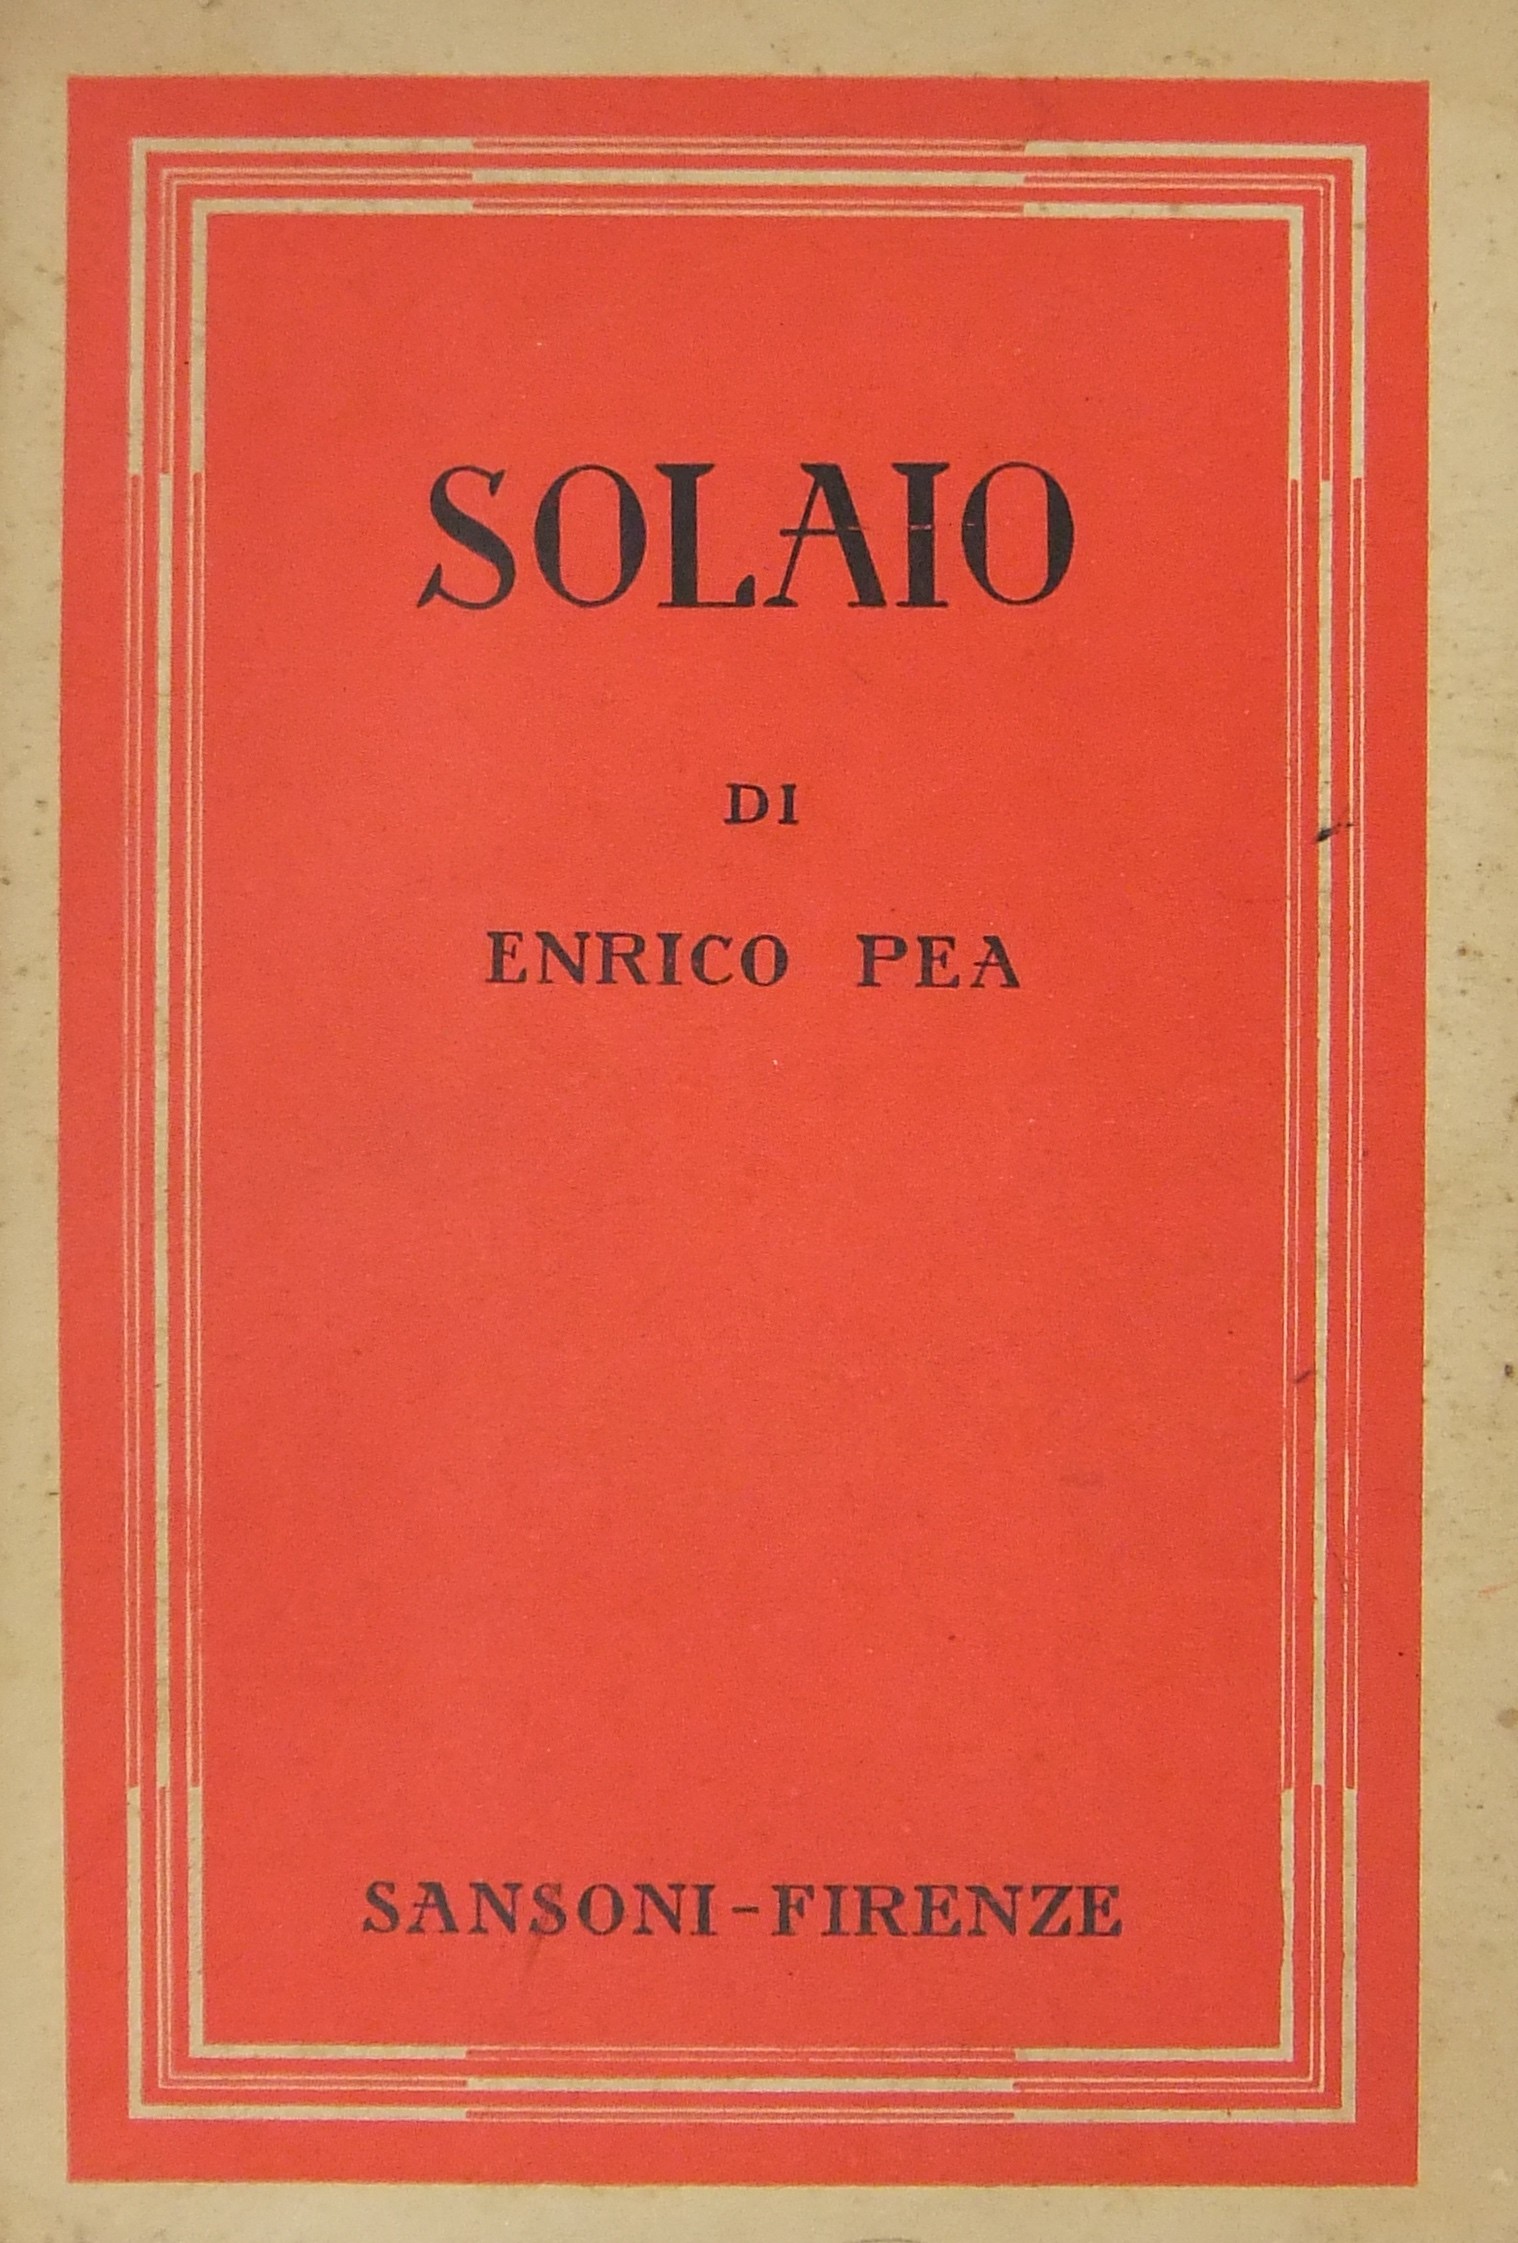 SOLAIO
DI
ENRICO PEA
SANSONI-FIRENZE